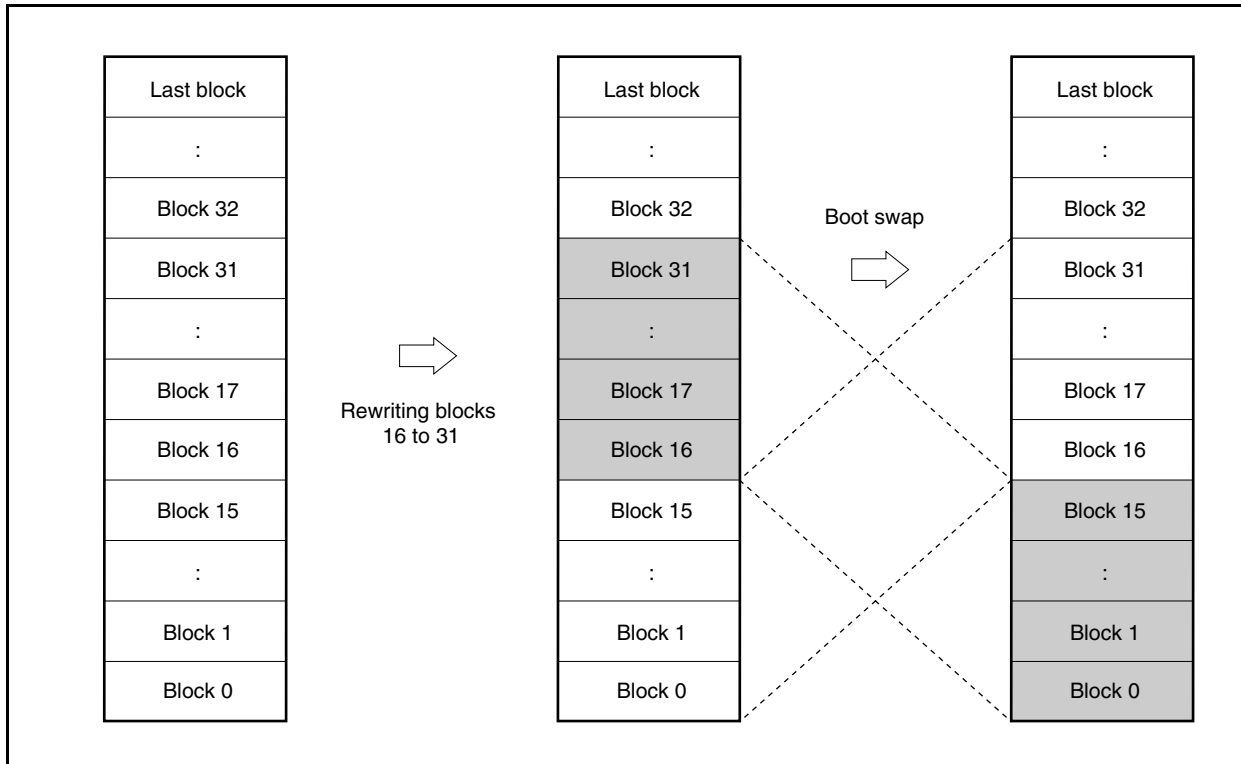 Last block
:
Block 32
Block 31
:
Block 17
Block 16
Block 15
:
Block 1
Block 0
Rewriting blocks
16 to 31
Last block
:
Block 32
Block 31
:
Block 17
Block 16
Block 15
:
Block 1
Block 0
Boot swap
Last block
:
Block 32
Block 31
:
Block 17
Block 16
Block 15
:
Block 1
Block 0